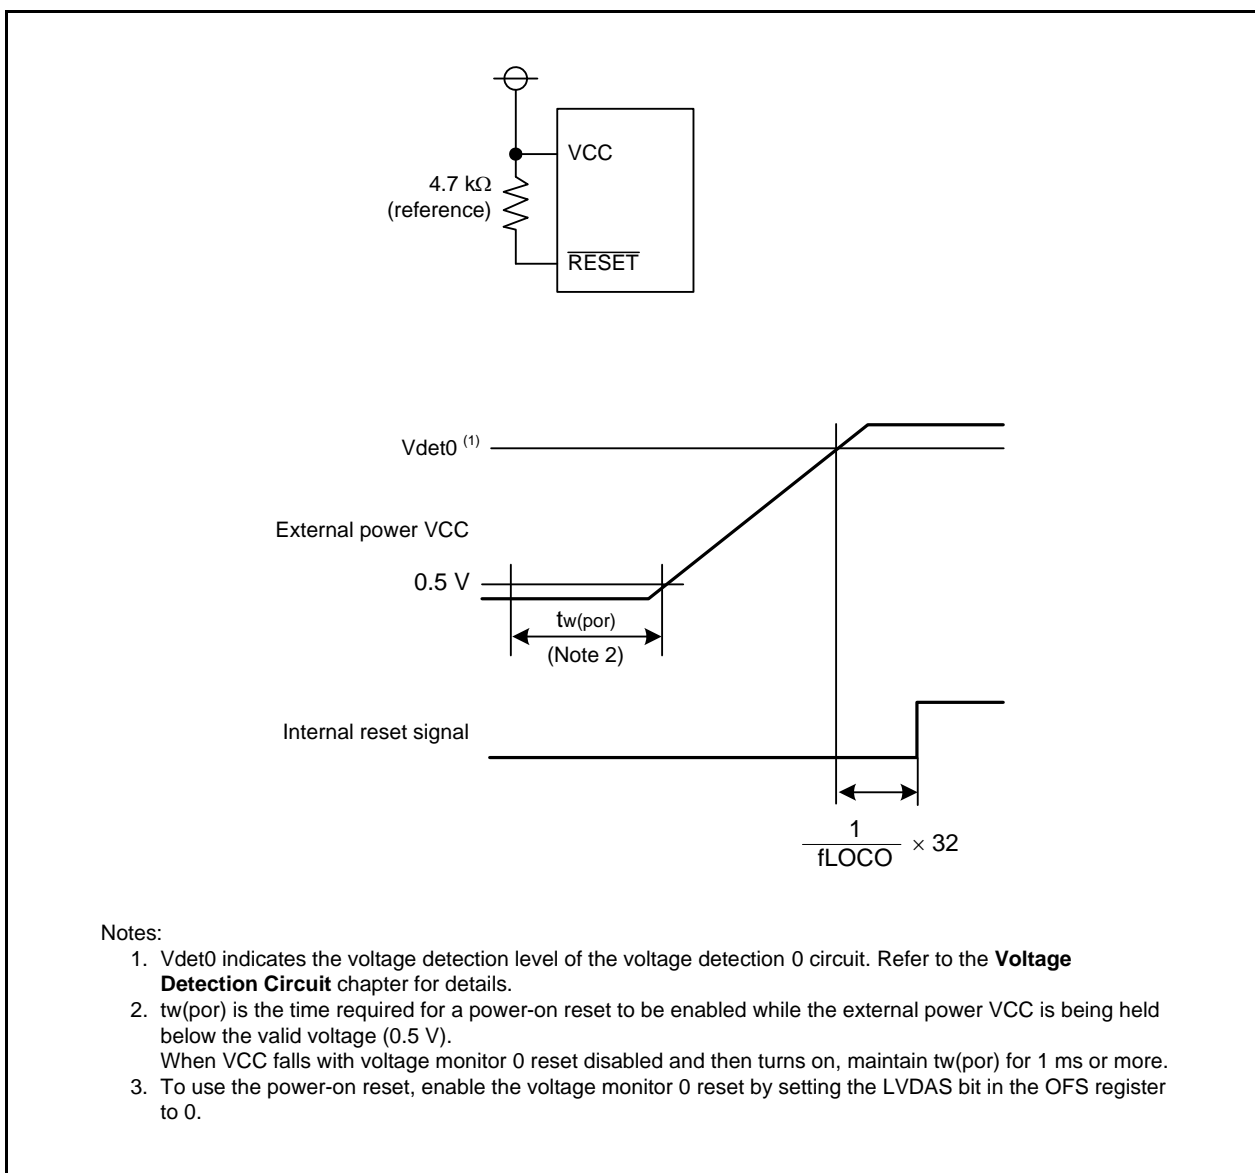 VCC
4.7 kΩ
(reference)
RESET
Vdet0 (1)
External power VCC
0.5 V
tw(por)
(Note 2)
Internal reset signal
1
fLOCO
× 32
Notes:
1. Vdet0 indicates the voltage detection level of the voltage detection 0 circuit. Refer to the Voltage
Detection Circuit chapter for details.
2. tw(por) is the time required for a power-on reset to be enabled while the external power VCC is being held
below the valid voltage (0.5 V).
When VCC falls with voltage monitor 0 reset disabled and then turns on, maintain tw(por) for 1 ms or more.
3. To use the power-on reset, enable the voltage monitor 0 reset by setting the LVDAS bit in the OFS register
to 0.